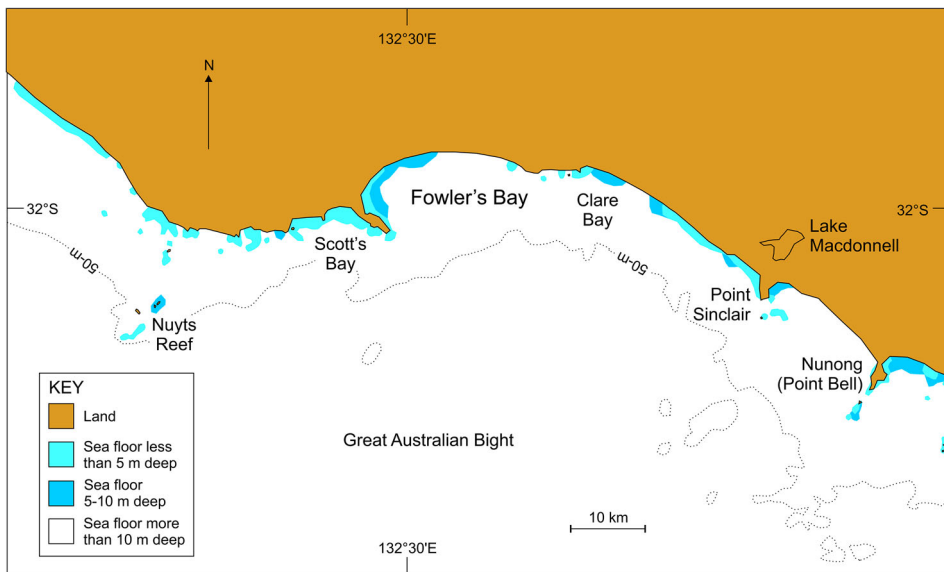 132°30'E
N
32°S
Fowler's Bay
Clare
Bay
32°S
Lake
Macdonnell
Scott's
Bay
50-m
50-m
Point
Sinclair
Nuyts
Reef
Nunong
(Point Bell)
KEY
Land
Sea floor less
than 5 m deep
Sea floor
5-10 m deep
Sea floor more
than 10 m deep
Great Australian Bight
10 km
132°30'E